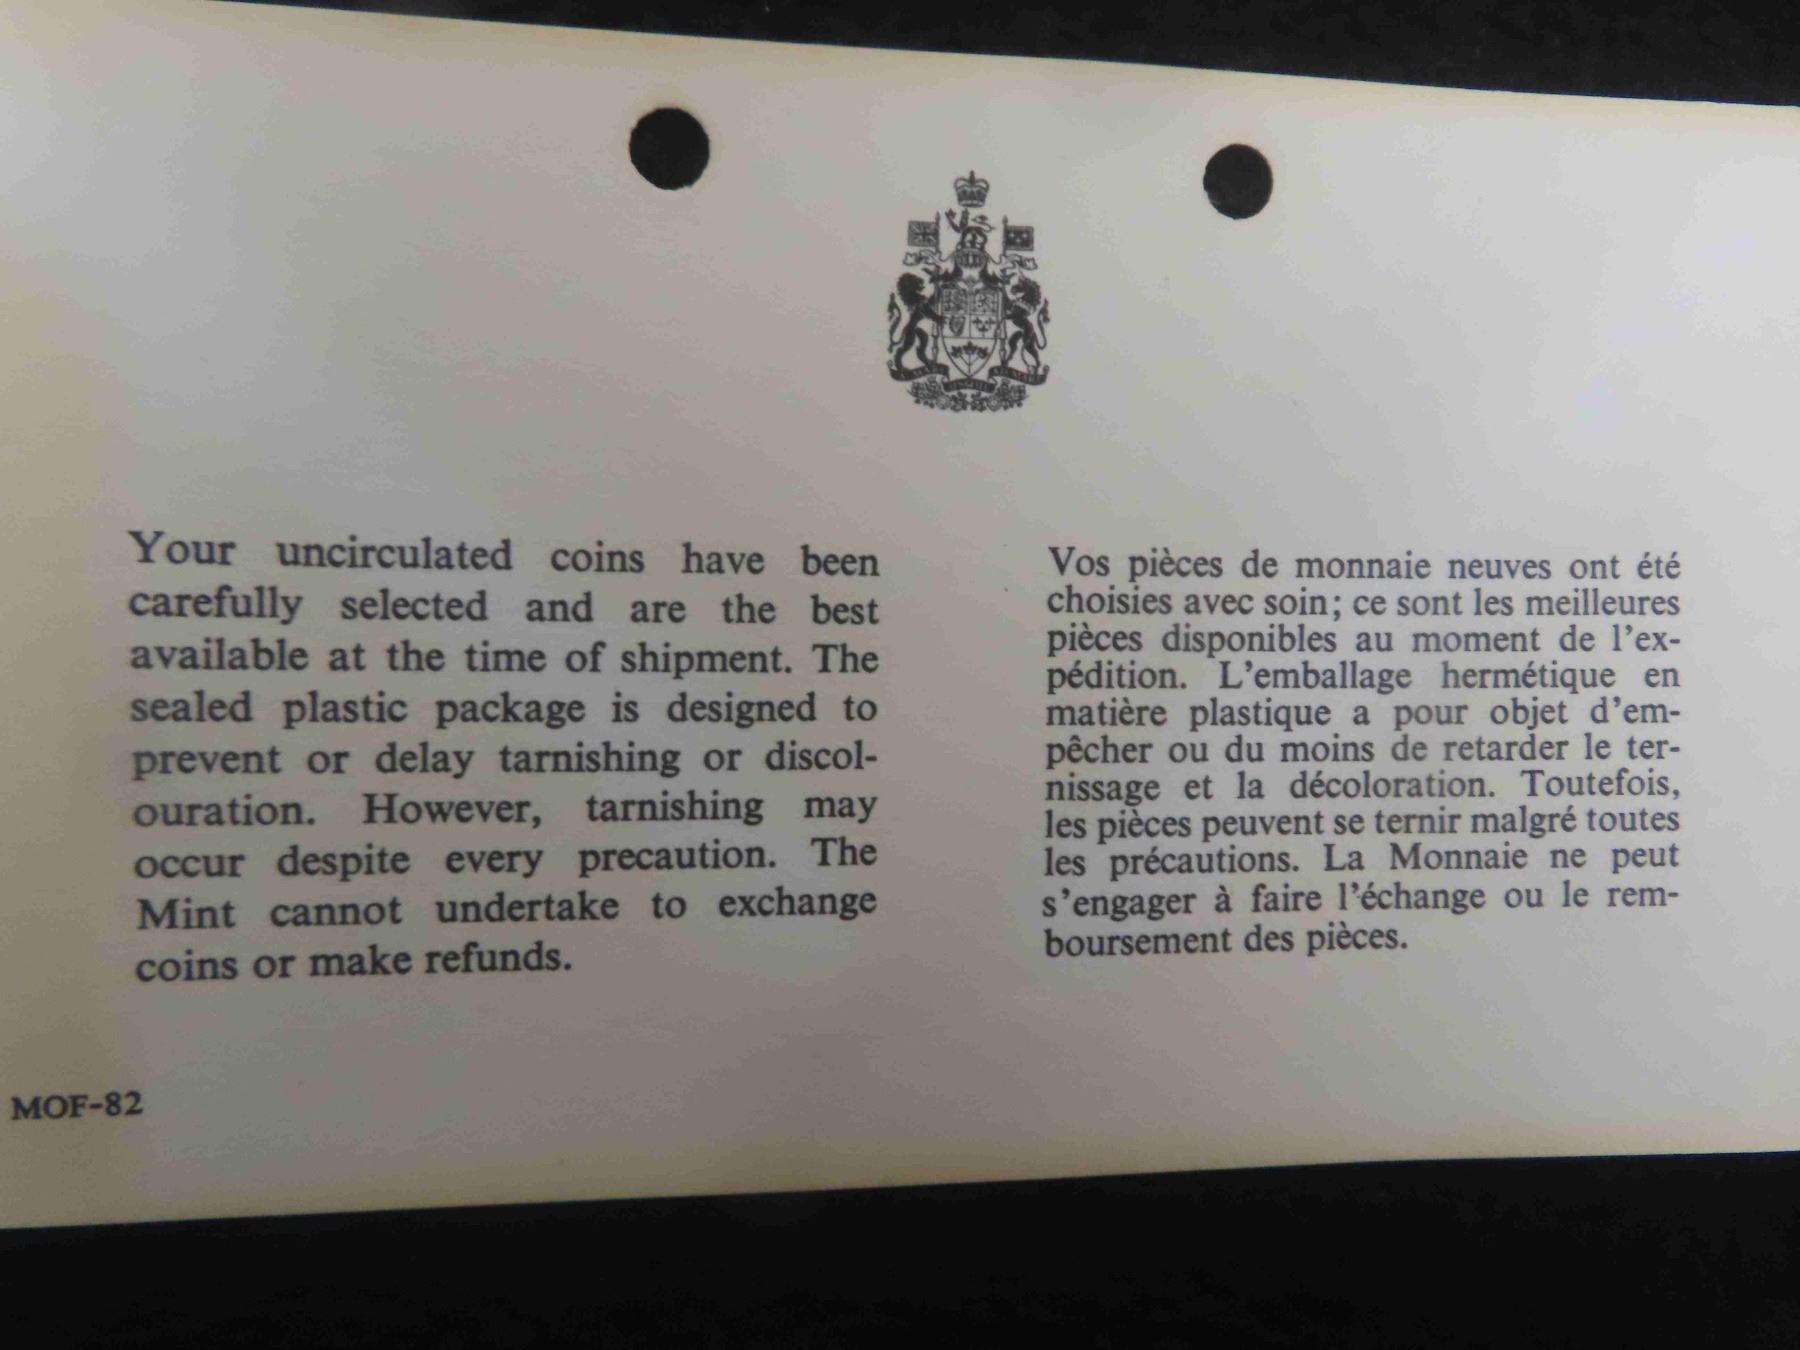 Your uncirculated coins have been
carefully selected and are the best
available at the time of shipment. The
sealed plastic package is designed to
prevent or delay tarnishing or discol-
ouration. However, tarnishing may
occur despite every precaution. The
Mint cannot undertake to exchange
coins or make refunds.
Vos pièces de monnaie neuves ont été
choisies avec soin; ce sont les meilleures
pièces disponibles au moment de l'ex-
pédition. L'emballage hermétique en
matière plastique a pour objet d'em-
pêcher ou du moins de retarder le ter-
nissage et la décoloration. Toutefois,
les pièces peuvent se ternir malgré toutes
les précautions. La Monnaie ne peut
s'engager à faire l'échange ou le rem-
boursement des pièces.
MOF-82